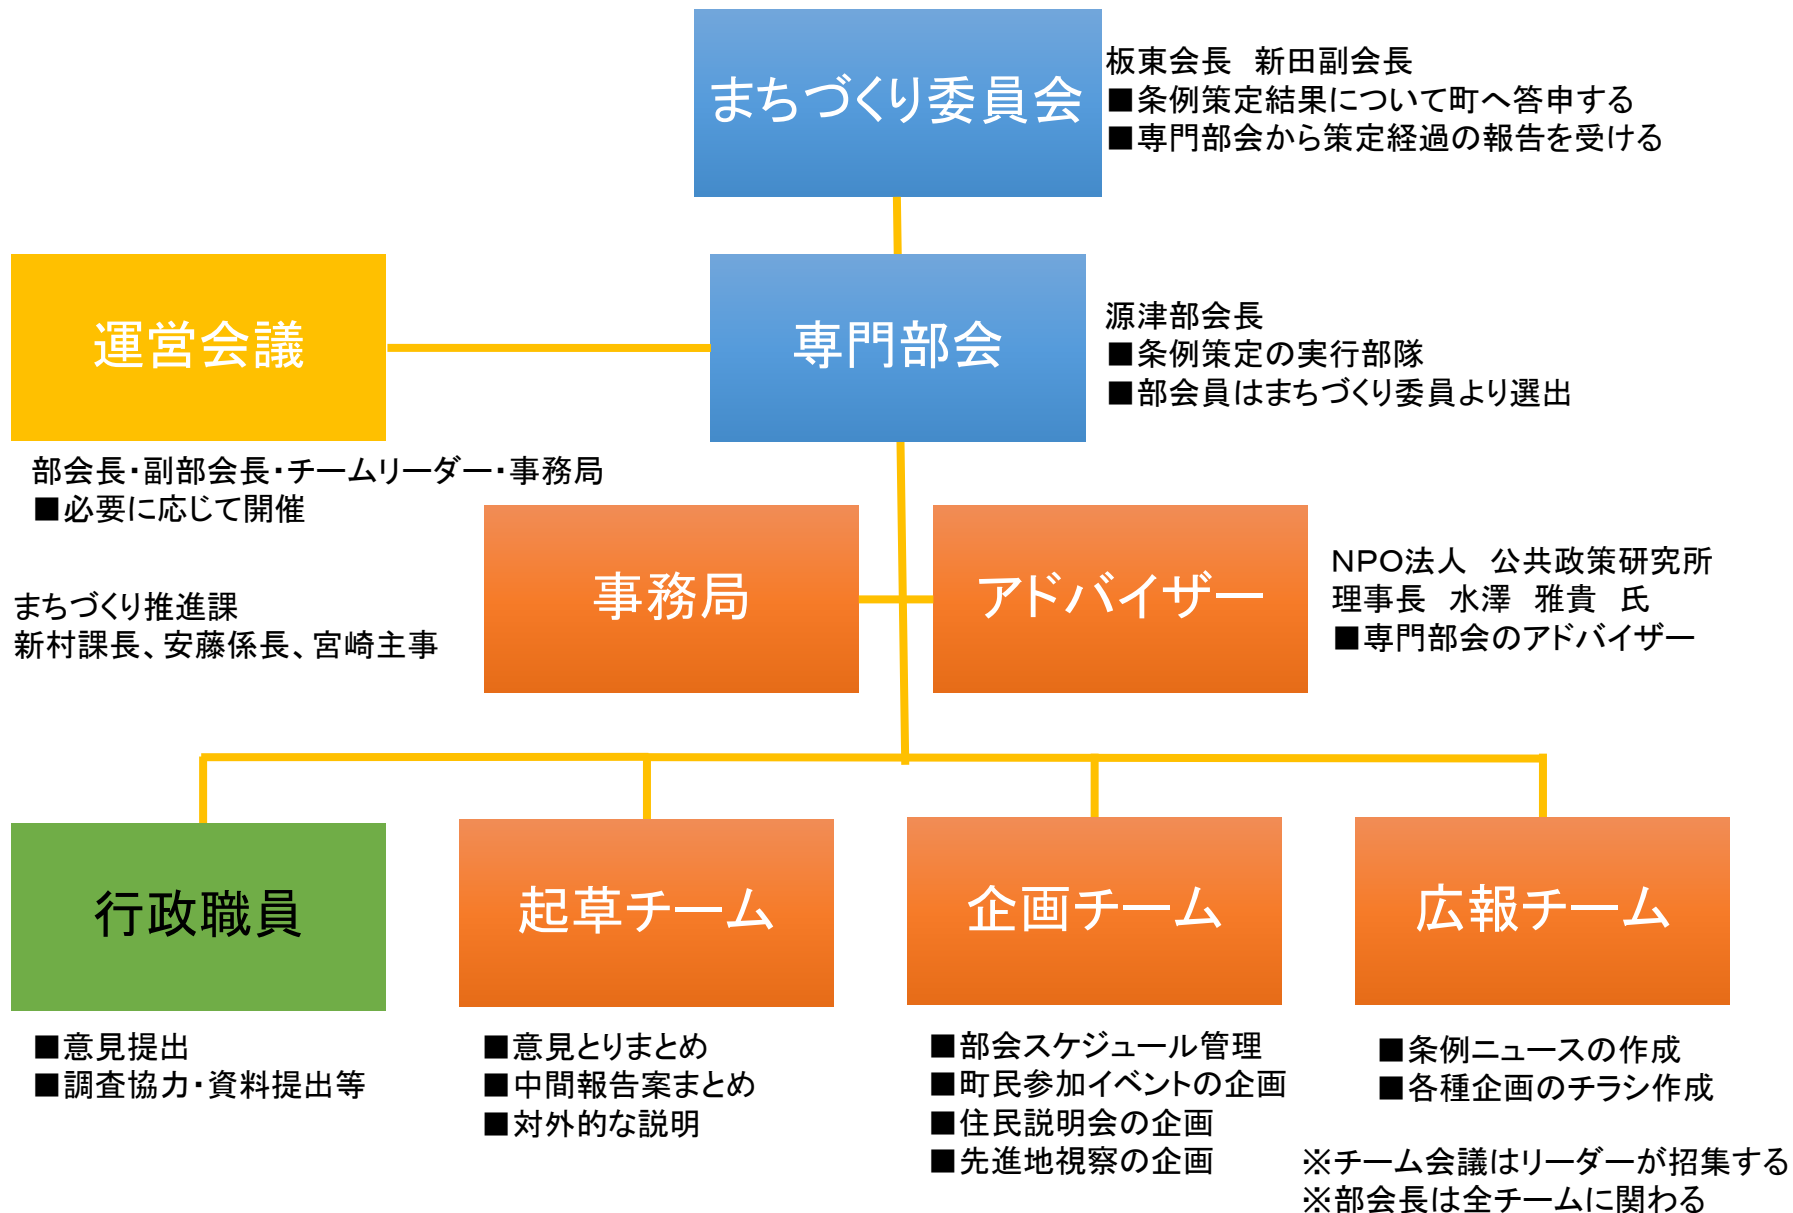 まちづくり委員会
板東会長　新田副会長
■条例策定結果について町へ答申する
■専門部会から策定経過の報告を受ける
運営会議
専門部会
源津部会長
■条例策定の実行部隊
■部会員はまちづくり委員より選出
部会長・副部会長・チームリーダー・事務局
■必要に応じて開催
事務局
アドバイザー
まちづくり推進課
新村課長、安藤係長、宮崎主事
NPO法人　公共政策研究所
理事長　水澤　雅貴　氏
■専門部会のアドバイザー
行政職員
起草チーム
企画チーム
広報チーム
■意見提出
■調査協力・資料提出等
■意見とりまとめ
■中間報告案まとめ
■対外的な説明
■部会スケジュール管理
■町民参加イベントの企画
■住民説明会の企画
■先進地視察の企画
■条例ニュースの作成
■各種企画のチラシ作成
※チーム会議はリーダーが招集する
※部会長は全チームに関わる